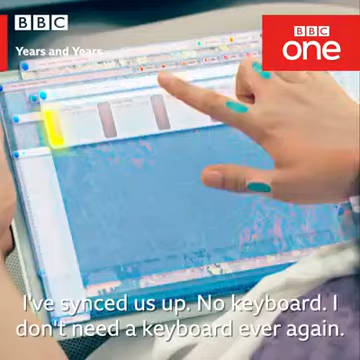 BBC
Years and Years
BBC
one
I've synced us up. No keyboard. I
don't need a keyboard ever again.